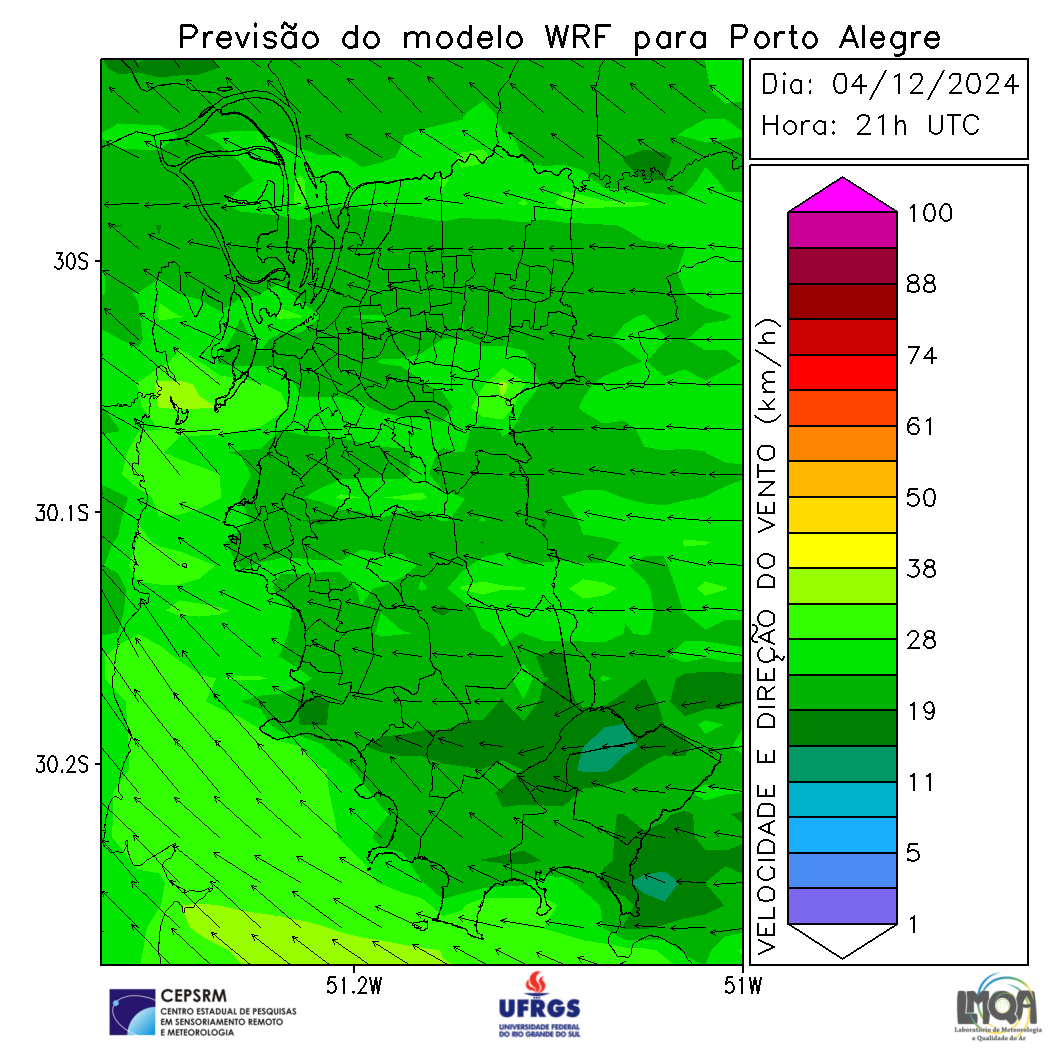 Previsão do modelo WRF para Porto Alegre
Dia: 04/12/2024
Hora: 21h UTC
30S
30.1S
30.2S
51.2W
51W
VELOCIDADE E DIREÇÃO DO VENTO (km/h)
100
88
74
61
50
38
28
19
11
5
1
CEPSRM
CENTRO ESTADUAL DE PESQUISAS
EM SENSORIAMENTO REMOTO
E METEOROLOGIA
UFRGS
UNIVERSIDADE FEDERAL
DO RIO GRANDE DO SUL
LMQA
Laboratório de Meteorologia
e Qualidade do Ar